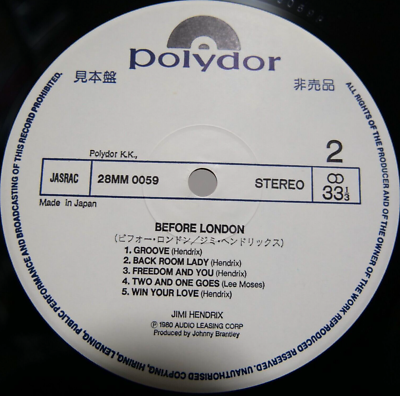 polydor
見本盤
非売品
Polydor K.K.,
2
JASRAC
28MM 0059
STEREO
33 1/3
Made in Japan
BEFORE LONDON
(ビフォー・ロンドン/ジミ・ヘンドリックス)
1. GROOVE (Hendrix)
2. BACK ROOM LADY (Hendrix)
3. FREEDOM AND YOU (Hendrix)
4. TWO AND ONE GOES (Lee Moses)
5. WIN YOUR LOVE (Hendrix)
JIMI HENDRIX
Ⓟ 1980 AUDIO LEASING CORP
Produced by Johnny Brantley
ALL RIGHTS OF THE PRODUCER AND OF THE OWNER OF THE WORK REPRODUCED RESERVED. UNAUTHORISED COPYING, HIRING, LENDING, PUBLIC PERFORMANCE AND BROADCASTING OF THIS RECORD PROHIBITED.